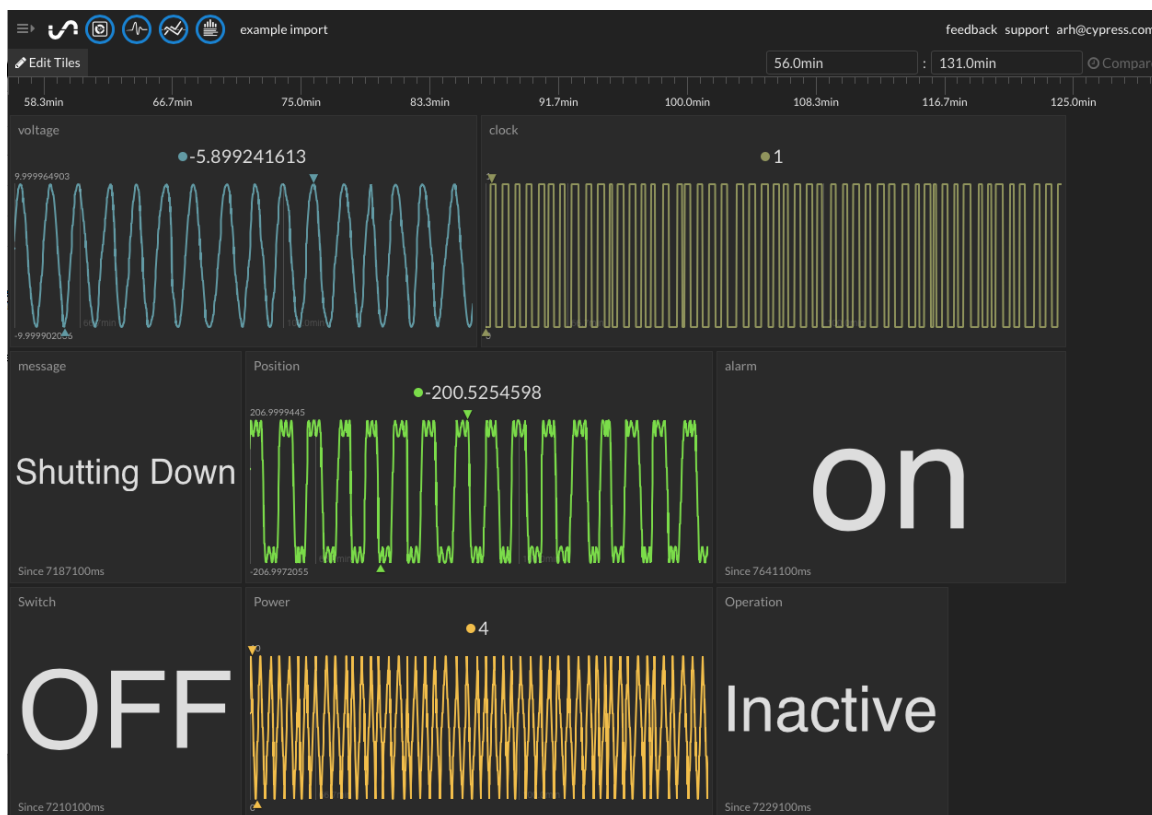 example import
feedback support arh@cypress.com
Edit Tiles
56.0min : 131.0min Compare
58.3min 66.7min 75.0min 83.3min 91.7min 100.0min 108.3min 116.7min 125.0min
voltage
-5.899241613
9.999964903
-9.999902056
clock
1
message
Shutting Down
Since 7187100ms
Position
-200.5254598
206.9999445
-206.9972055
alarm
on
Since 7641100ms
Switch
OFF
Since 7210100ms
Power
4
Operation
Inactive
Since 7229100ms